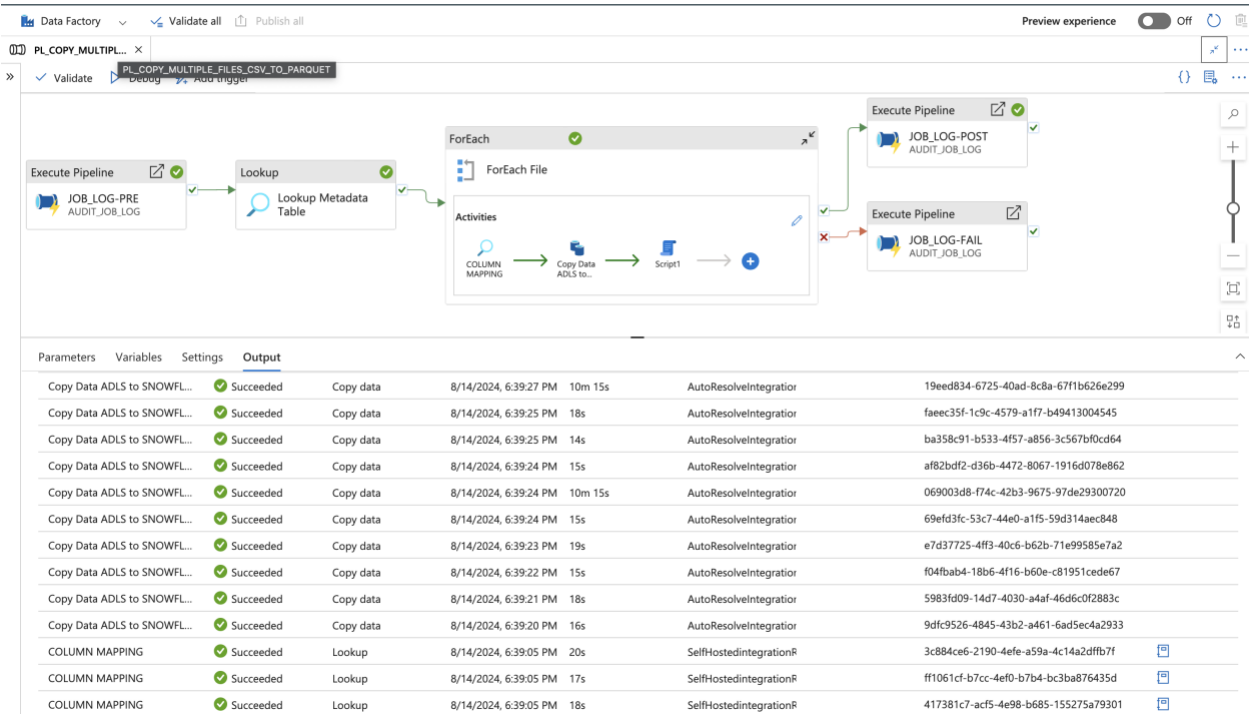 Data Factory Validate all Publish all Preview experience Off
PL_COPY_MULTIPL...
PL_COPY_MULTIPLE_FILES_CSV_TO_PARQUET
Validate Debug Add trigger
Execute Pipeline
JOB_LOG-PRE
AUDIT_JOB_LOG
Lookup
Lookup Metadata
Table
ForEach
ForEach File
Activities
COLUMN
MAPPING
Copy Data
ADLS to...
Script1
Execute Pipeline
JOB_LOG-POST
AUDIT_JOB_LOG
Execute Pipeline
JOB_LOG-FAIL
AUDIT_JOB_LOG
Parameters Variables Settings Output
Copy Data ADLS to SNOWFL... Succeeded Copy data 8/14/2024, 6:39:27 PM 10m 15s AutoResolveIntegration 19eed834-6725-40ad-8c8a-67f1b626e299
Copy Data ADLS to SNOWFL... Succeeded Copy data 8/14/2024, 6:39:25 PM 18s AutoResolveIntegration faeec35f-1c9c-4579-a1f7-b49413004545
Copy Data ADLS to SNOWFL... Succeeded Copy data 8/14/2024, 6:39:25 PM 14s AutoResolveIntegration ba358c91-b533-4f57-a856-3c567bf0cd64
Copy Data ADLS to SNOWFL... Succeeded Copy data 8/14/2024, 6:39:24 PM 15s AutoResolveIntegration af82bdf2-d36b-4472-8067-1916d078e862
Copy Data ADLS to SNOWFL... Succeeded Copy data 8/14/2024, 6:39:24 PM 10m 15s AutoResolveIntegration 069003d8-f74c-42b3-9675-97de29300720
Copy Data ADLS to SNOWFL... Succeeded Copy data 8/14/2024, 6:39:24 PM 15s AutoResolveIntegration 69efd3fc-53c7-44e0-a1f5-59d314aec848
Copy Data ADLS to SNOWFL... Succeeded Copy data 8/14/2024, 6:39:23 PM 19s AutoResolveIntegration e7d37725-4ff3-40c6-b62b-71e99585e7a2
Copy Data ADLS to SNOWFL... Succeeded Copy data 8/14/2024, 6:39:22 PM 15s AutoResolveIntegration f04fbab4-18b6-4f16-b60e-c81951cede67
Copy Data ADLS to SNOWFL... Succeeded Copy data 8/14/2024, 6:39:21 PM 18s AutoResolveIntegration 5983fd09-14d7-4030-a4af-46d6c0f2883c
Copy Data ADLS to SNOWFL... Succeeded Copy data 8/14/2024, 6:39:20 PM 16s AutoResolveIntegration 9dfc9526-4845-43b2-a461-6ad5ec4a2933
COLUMN MAPPING Succeeded Lookup 8/14/2024, 6:39:05 PM 20s SelfHostedintegrationR 3c884ce6-2190-4efe-a59a-4c14a2dffb7f
COLUMN MAPPING Succeeded Lookup 8/14/2024, 6:39:05 PM 17s SelfHostedintegrationR ff1061cf-b7cc-4ef0-b7b4-bc3ba876435d
COLUMN MAPPING Succeeded Lookup 8/14/2024, 6:39:05 PM 18s SelfHostedintegrationR 417381c7-acf5-4e98-b685-155275a79301